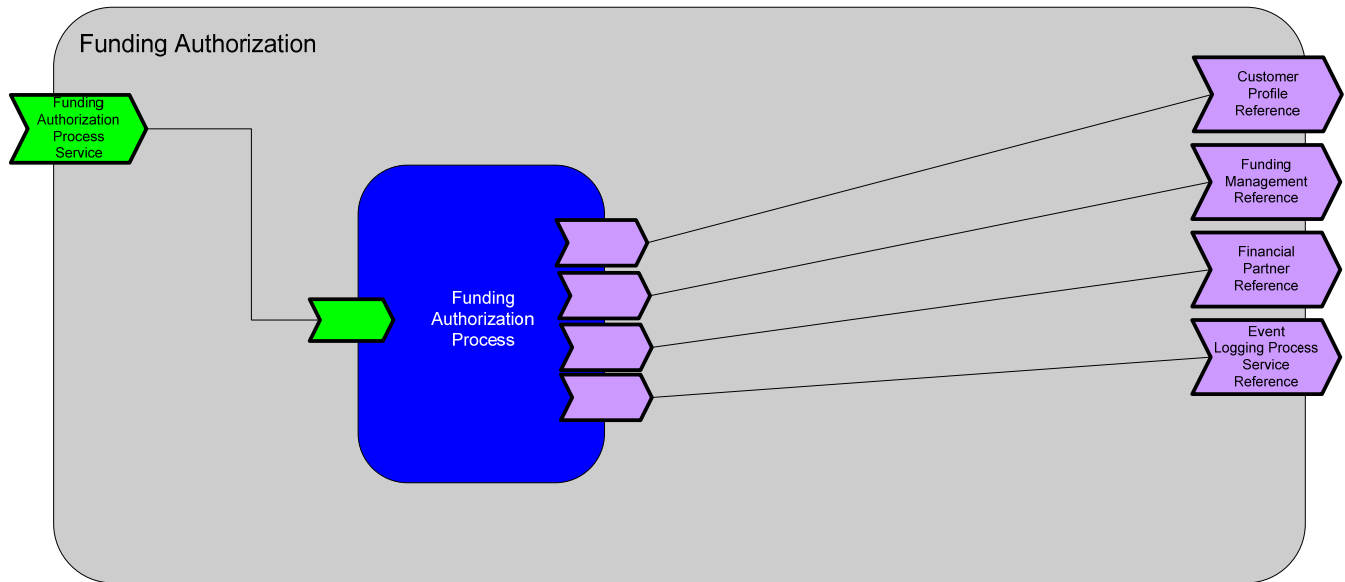 Funding Authorization
Funding
Authorization
Process
Service
Funding
Authorization
Process
Customer
Profile
Reference
Funding
Management
Reference
Financial
Partner
Reference
Event
Logging Process
Service
Reference